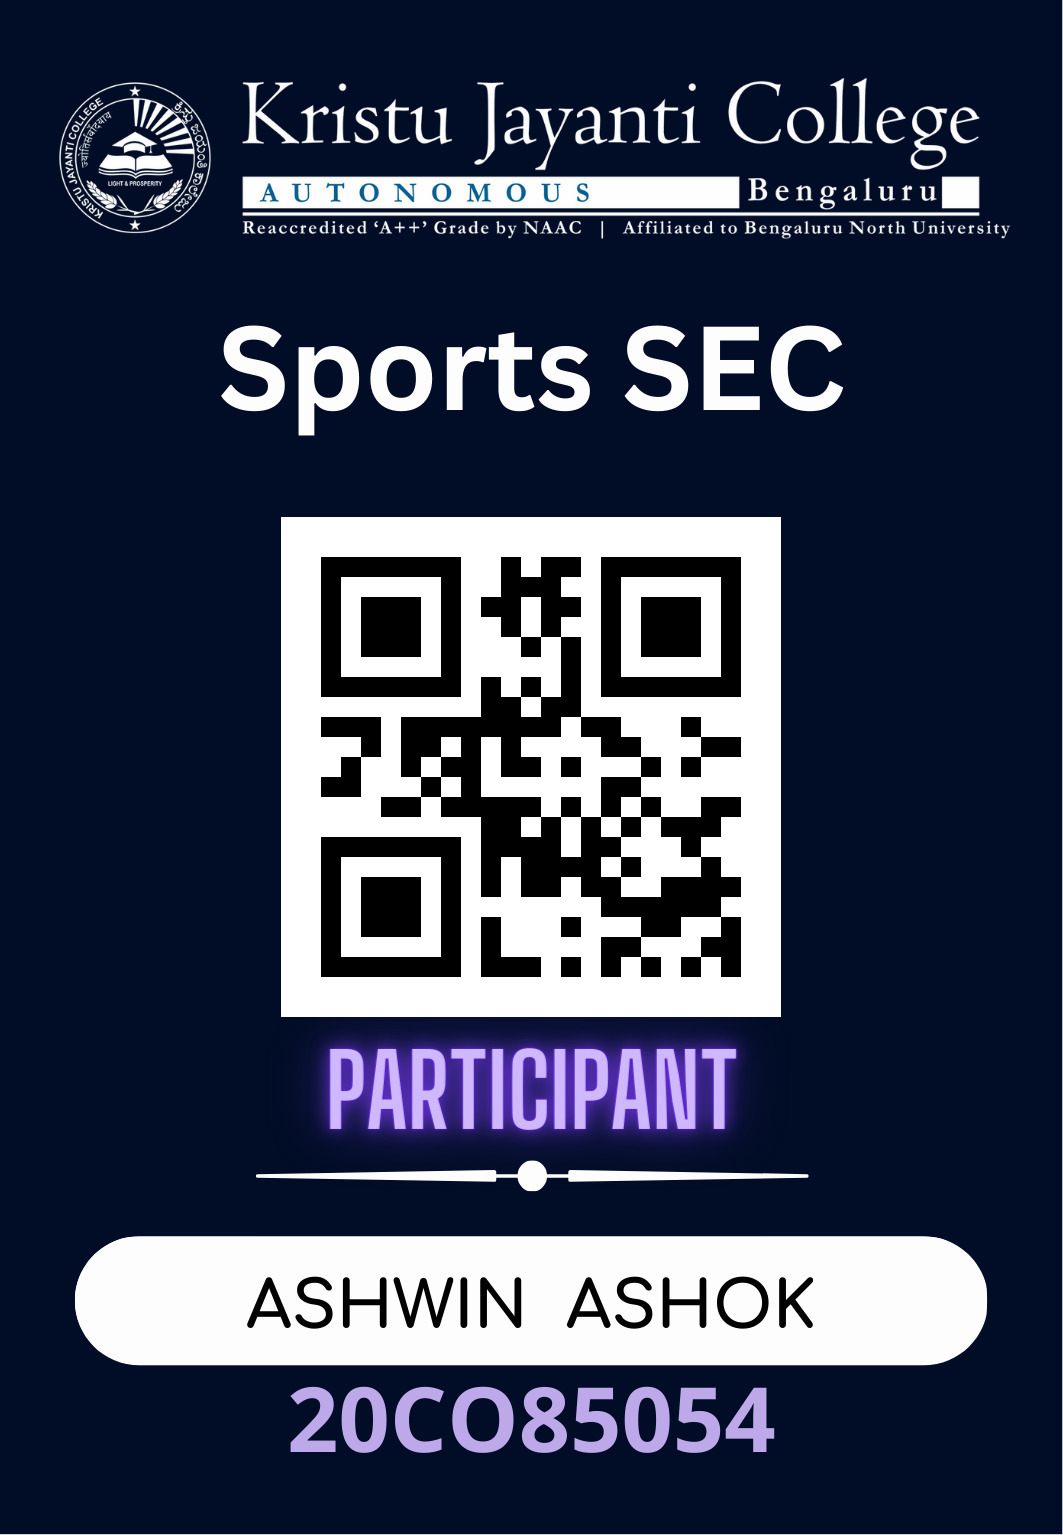 Kristu Jayanti College
AUTONOMOUS Bengaluru
Reaccredited ‘A++’ Grade by NAAC | Affiliated to Bengaluru North University
KRISTU JAYANTI COLLEGE
LIGHT & PROSPERITY
Sports SEC
PARTICIPANT
ASHWIN ASHOK
20CO85054